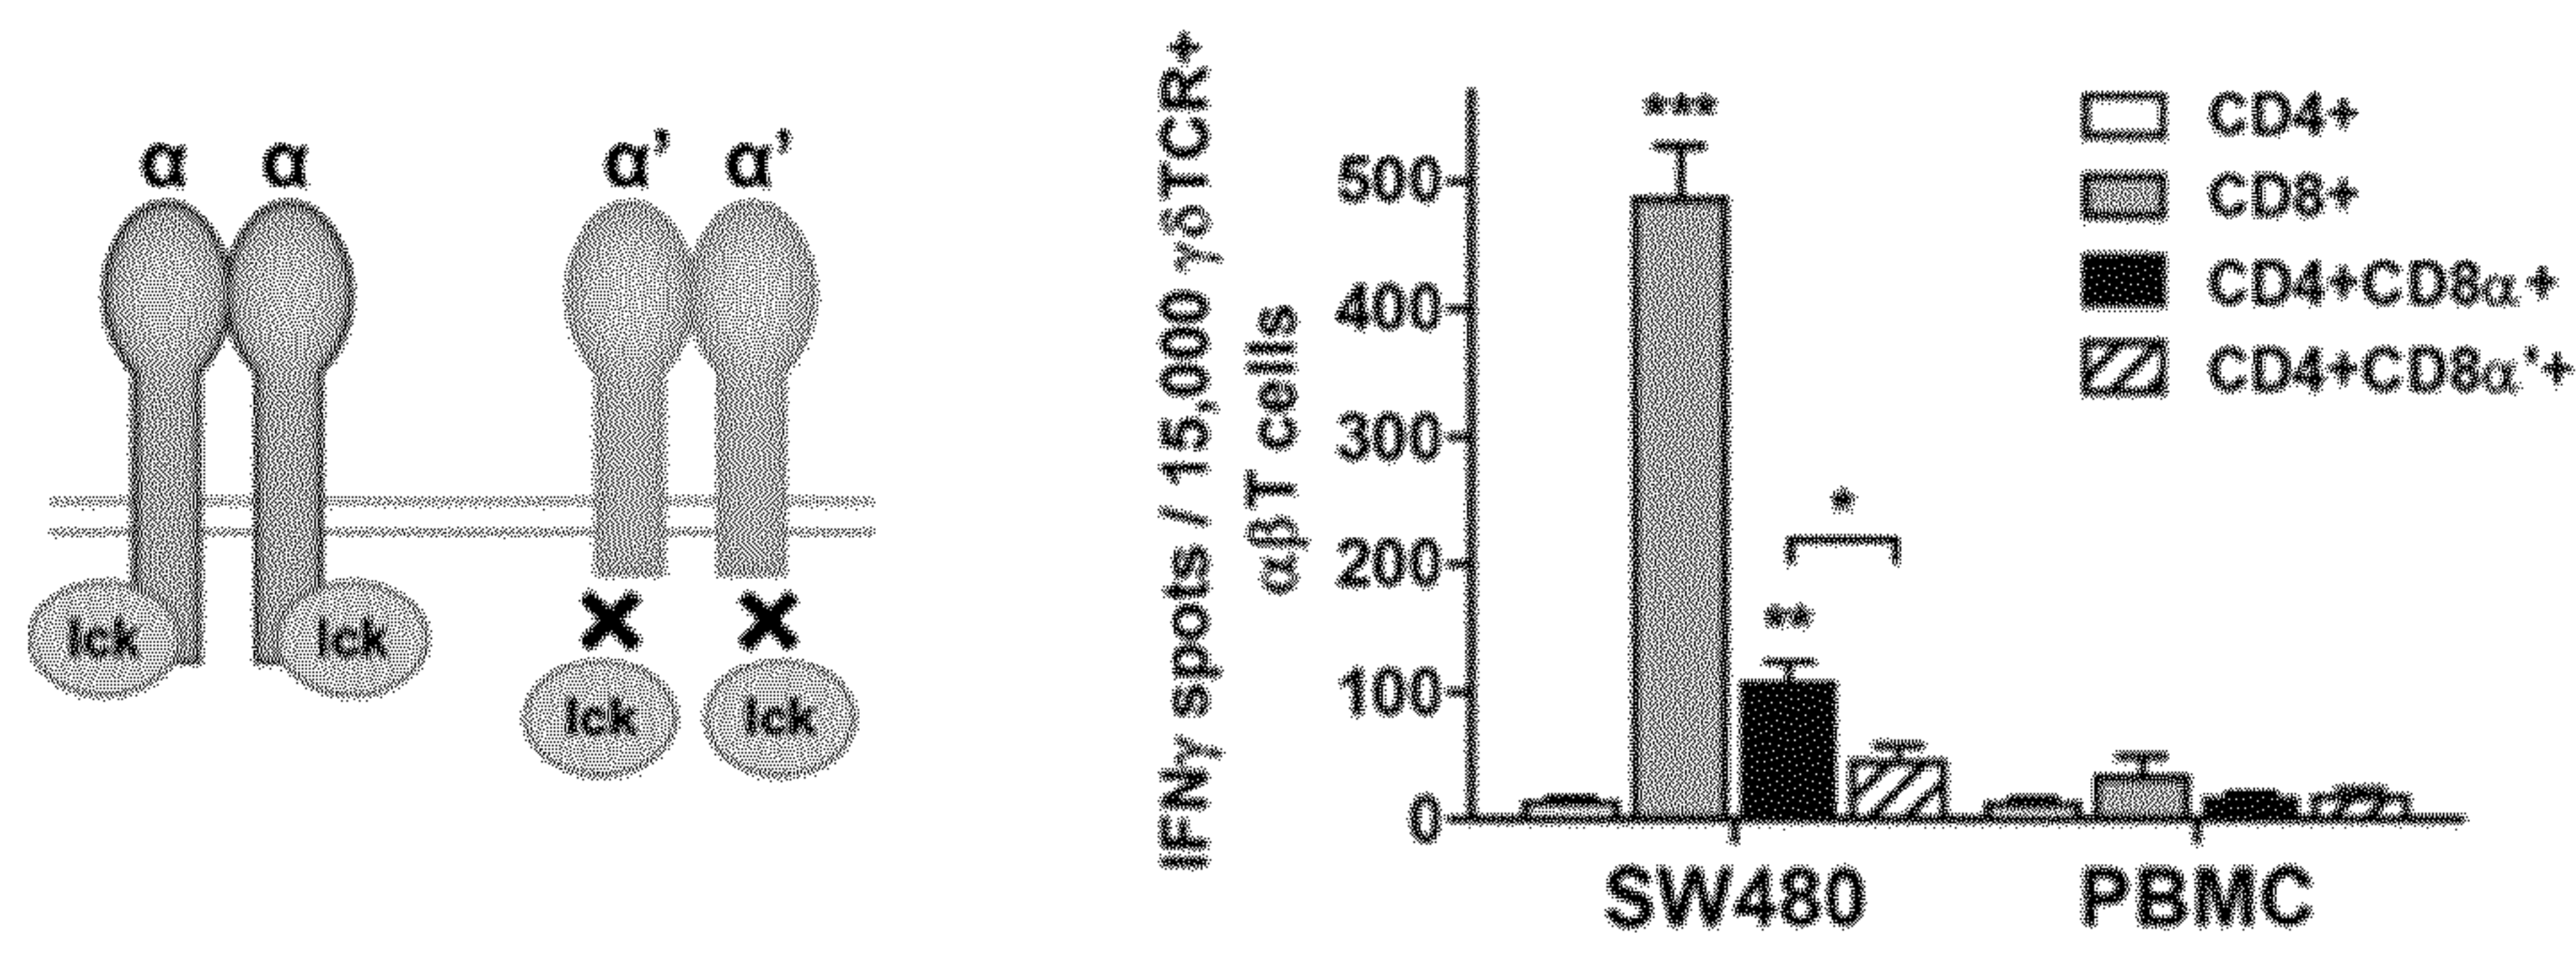 α α α’ α’
lck lck
lck lck
IFNγ spots / 15,000 γδTCR+
αβT cells
500
400
300
200
100
0
***
**
*
SW480 PBMC
CD4+
CD8+
CD4+CD8α+
CD4+CD8α’+